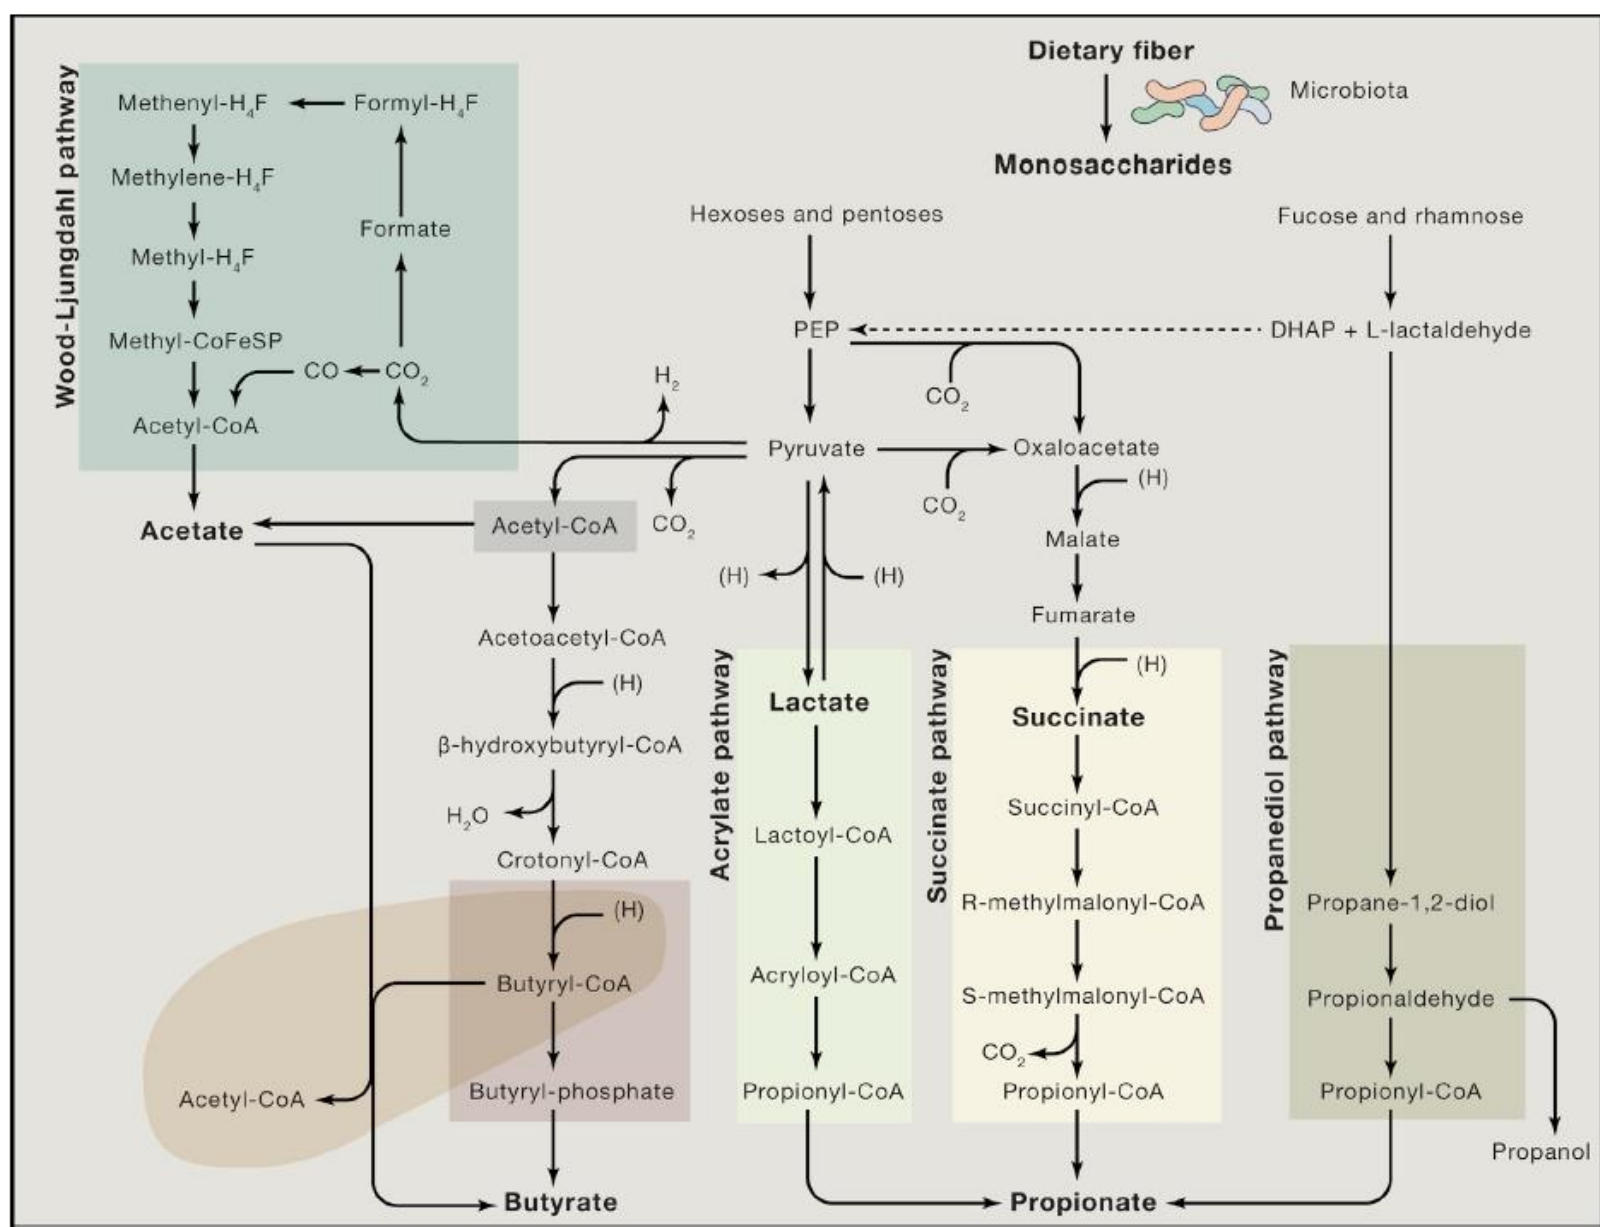 Dietary fiber
Microbiota
Monosaccharides
Wood-Ljungdahl pathway
Methenyl-H₄F
Formyl-H₄F
Methylene-H₄F
Formate
Methyl-H₄F
Methyl-CoFeSP
CO
CO₂
Acetyl-CoA
Acetate
Hexoses and pentoses
Fucose and rhamnose
PEP
DHAP + L-lactaldehyde
H₂
CO₂
Pyruvate
Oxaloacetate
CO₂
(H)
Acetyl-CoA
CO₂
Malate
(H)
(H)
Fumarate
Acetoacetyl-CoA
(H)
(H)
β-hydroxybutyryl-CoA
H₂O
Crotonyl-CoA
(H)
Butyryl-CoA
Acetyl-CoA
Butyryl-phosphate
Butyrate
Acrylate pathway
Lactate
Lactoyl-CoA
Acryloyl-CoA
Propionyl-CoA
Succinate pathway
Succinate
Succinyl-CoA
R-methylmalonyl-CoA
S-methylmalonyl-CoA
CO₂
Propionyl-CoA
Propionate
Propanediol pathway
Propane-1,2-diol
Propionaldehyde
Propionyl-CoA
Propanol